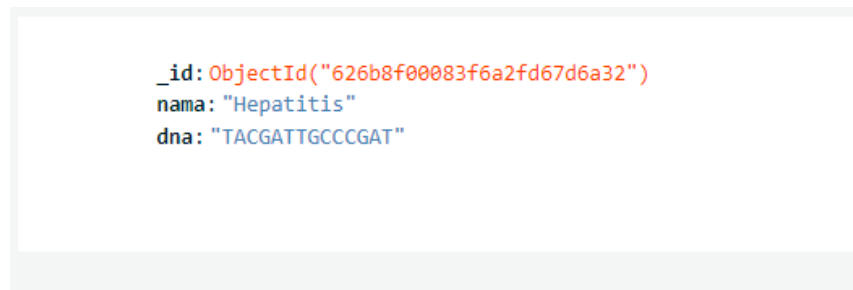 _id: ObjectId("626b8f00083f6a2fd67d6a32")
nama: "Hepatitis"
dna: "TACGATTGCCCGAT"